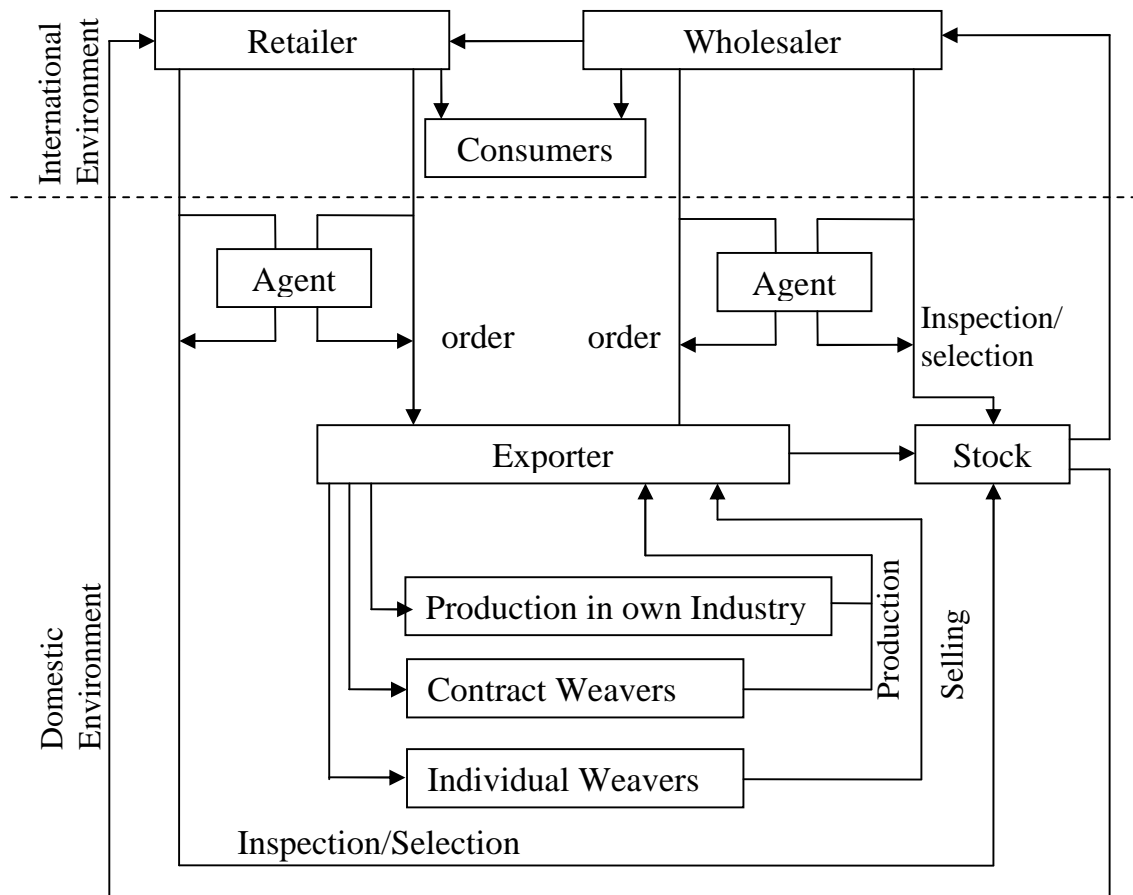 Retailer
Wholesaler
International
Environment
Consumers
Agent
Agent
order
order
Inspection/
selection
Exporter
Stock
Production in own Industry
Contract Weavers
Individual Weavers
Production
Selling
Domestic
Environment
Inspection/Selection